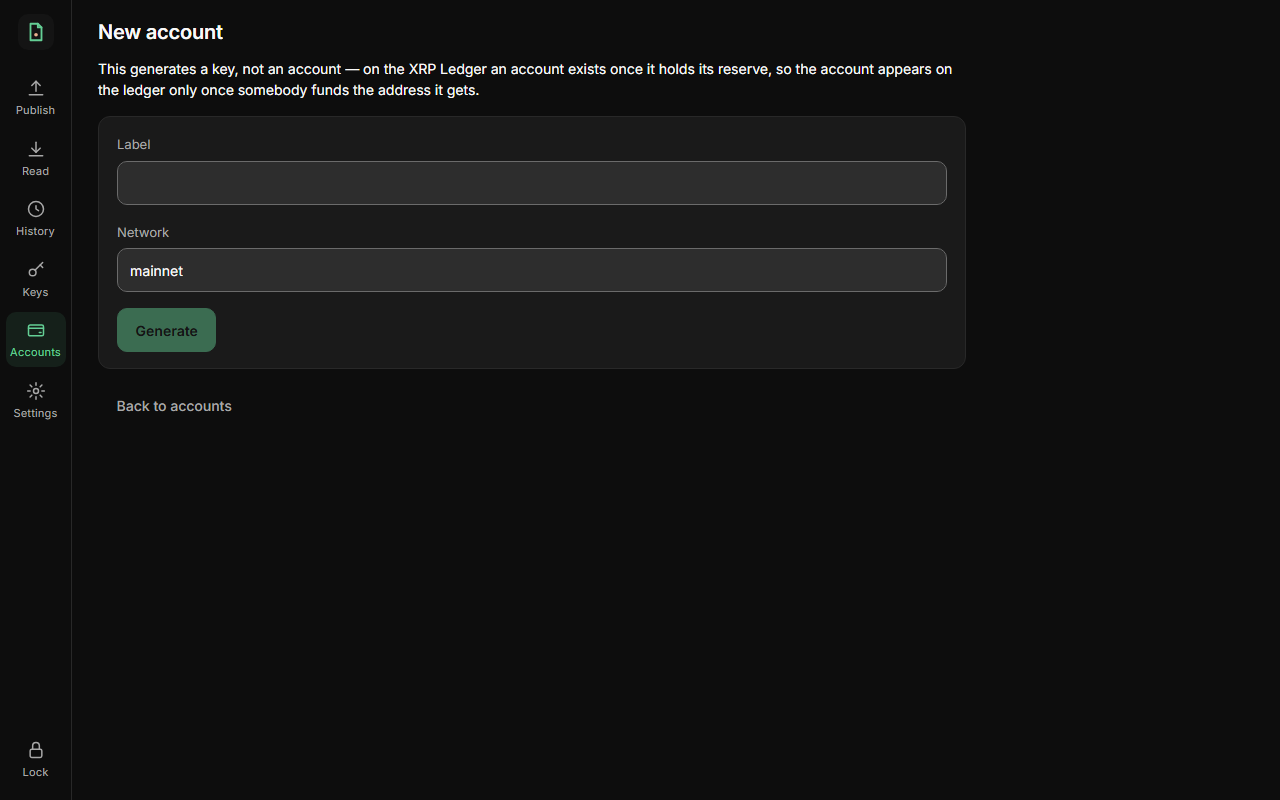 New account
This generates a key, not an account — on the XRP Ledger an account exists once it holds its reserve, so the account appears on
the ledger only once somebody funds the address it gets.
Publish
Read
History
Keys
Accounts
Settings
Lock
Label
Network
mainnet
Generate
Back to accounts